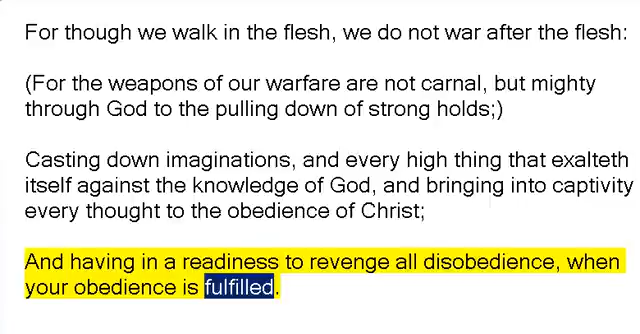 For though we walk in the flesh, we do not war after the flesh:
(For the weapons of our warfare are not carnal, but mighty
through God to the pulling down of strong holds;)
Casting down imaginations, and every high thing that exalteth
itself against the knowledge of God, and bringing into captivity
every thought to the obedience of Christ;
And having in a readiness to revenge all disobedience, when
your obedience is fulfilled.